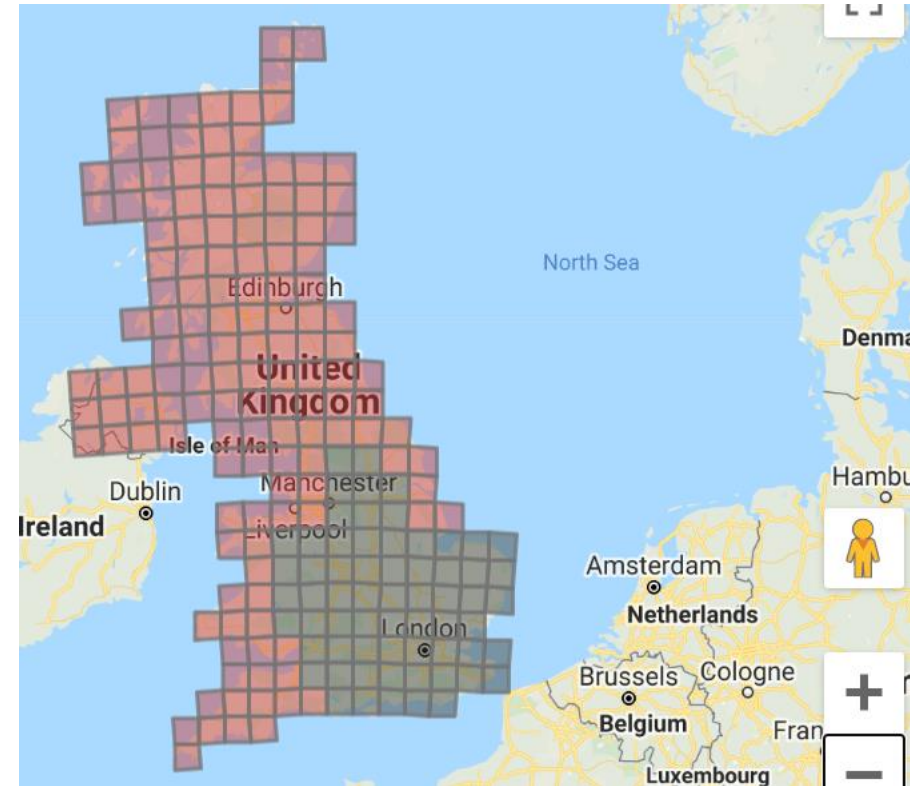 North Sea
Edinburgh
Denma
United
Kingdom
Isle of Man
Manchester
Hambu
Dublin
Ireland
Liverpool
Amsterdam
Netherlands
London
Brussels
Cologne
Belgium
Fran
Luxembourg